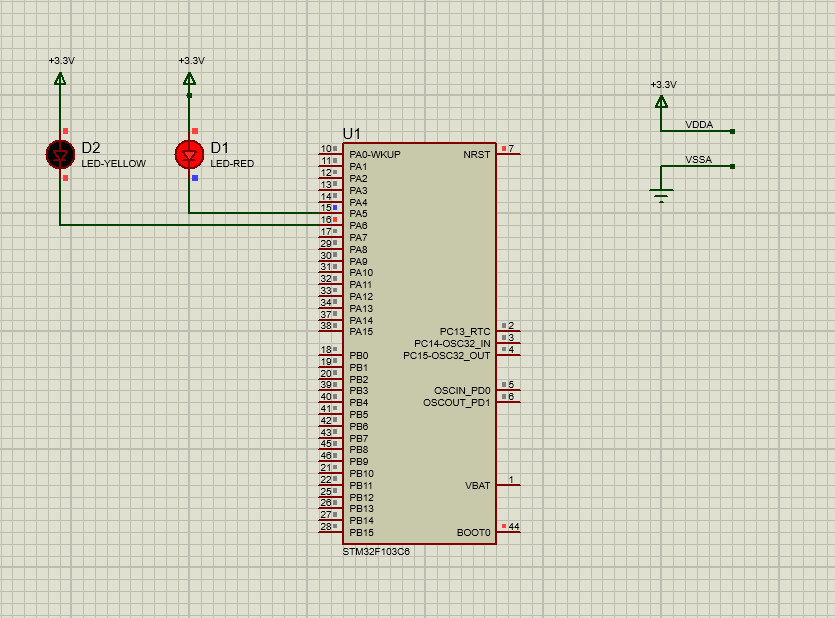 +3.3V
+3.3V
+3.3V
D2
LED-YELLOW
D1
LED-RED
VDDA
VSSA
U1
10 PA0-WKUP
11 PA1
12 PA2
13 PA3
14 PA4
15 PA5
16 PA6
17 PA7
29 PA8
30 PA9
31 PA10
32 PA11
33 PA12
34 PA13
37 PA14
38 PA15
18 PB0
19 PB1
20 PB2
39 PB3
40 PB4
41 PB5
42 PB6
43 PB7
45 PB8
46 PB9
21 PB10
22 PB11
25 PB12
26 PB13
27 PB14
28 PB15
NRST 7
PC13_RTC 2
PC14-OSC32_IN 3
PC15-OSC32_OUT 4
OSCIN_PD0 5
OSCOUT_PD1 6
VBAT 1
BOOT0 44
STM32F103C6